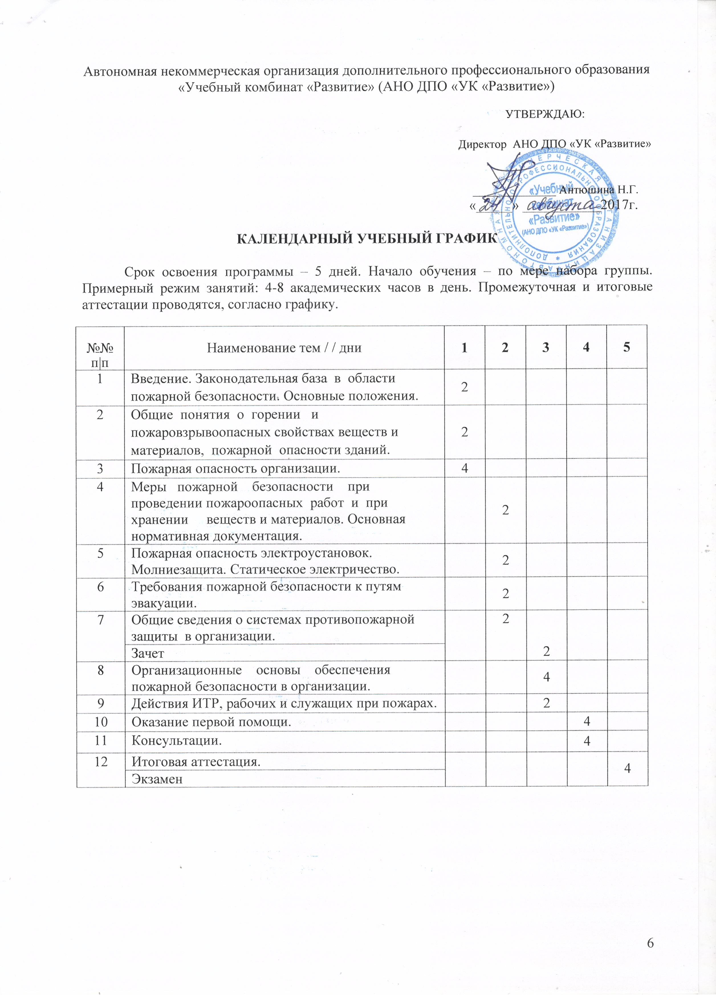 Автономная некоммерческая организация дополнительного профессионального образования
«Учебный комбинат «Развитие» (АНО ДПО «УК «Развитие»)
УТВЕРЖДАЮ:
Директор АНО ДПО «УК «Развитие»
Антюшина Н.Г.
« » августа 2017г.
АВТОНОМНАЯ НЕКОММЕРЧЕСКАЯ ОРГАНИЗАЦИЯ
ДОПОЛНИТЕЛЬНОГО ПРОФЕССИОНАЛЬНОГО ОБРАЗОВАНИЯ
«Учебный
комбинат
«Развитие»
(АНО ДПО «УК «Развитие»)
КАЛЕНДАРНЫЙ УЧЕБНЫЙ ГРАФИК
Срок освоения программы – 5 дней. Начало обучения – по мере набора группы.
Примерный режим занятий: 4-8 академических часов в день. Промежуточная и итоговые
аттестации проводятся, согласно графику.
№№ Наименование тем / / дни 1 2 3 4 5
п|п
1 Введение. Законодательная база в области
пожарной безопасности. Основные положения. 2
2 Общие понятия о горении и
пожаровзрывоопасных свойствах веществ и 2
материалов, пожарной опасности зданий.
3 Пожарная опасность организации. 4
4 Меры пожарной безопасности при
проведении пожароопасных работ и при 2
хранении веществ и материалов. Основная
нормативная документация.
5 Пожарная опасность электроустановок. 2
Молниезащита. Статическое электричество.
6 Требования пожарной безопасности к путям 2
эвакуации.
7 Общие сведения о системах противопожарной 2
защиты в организации.
Зачет 2
8 Организационные основы обеспечения 4
пожарной безопасности в организации.
9 Действия ИТР, рабочих и служащих при пожарах. 2
10 Оказание первой помощи. 4
11 Консультации. 4
12 Итоговая аттестация. 4
Экзамен
6